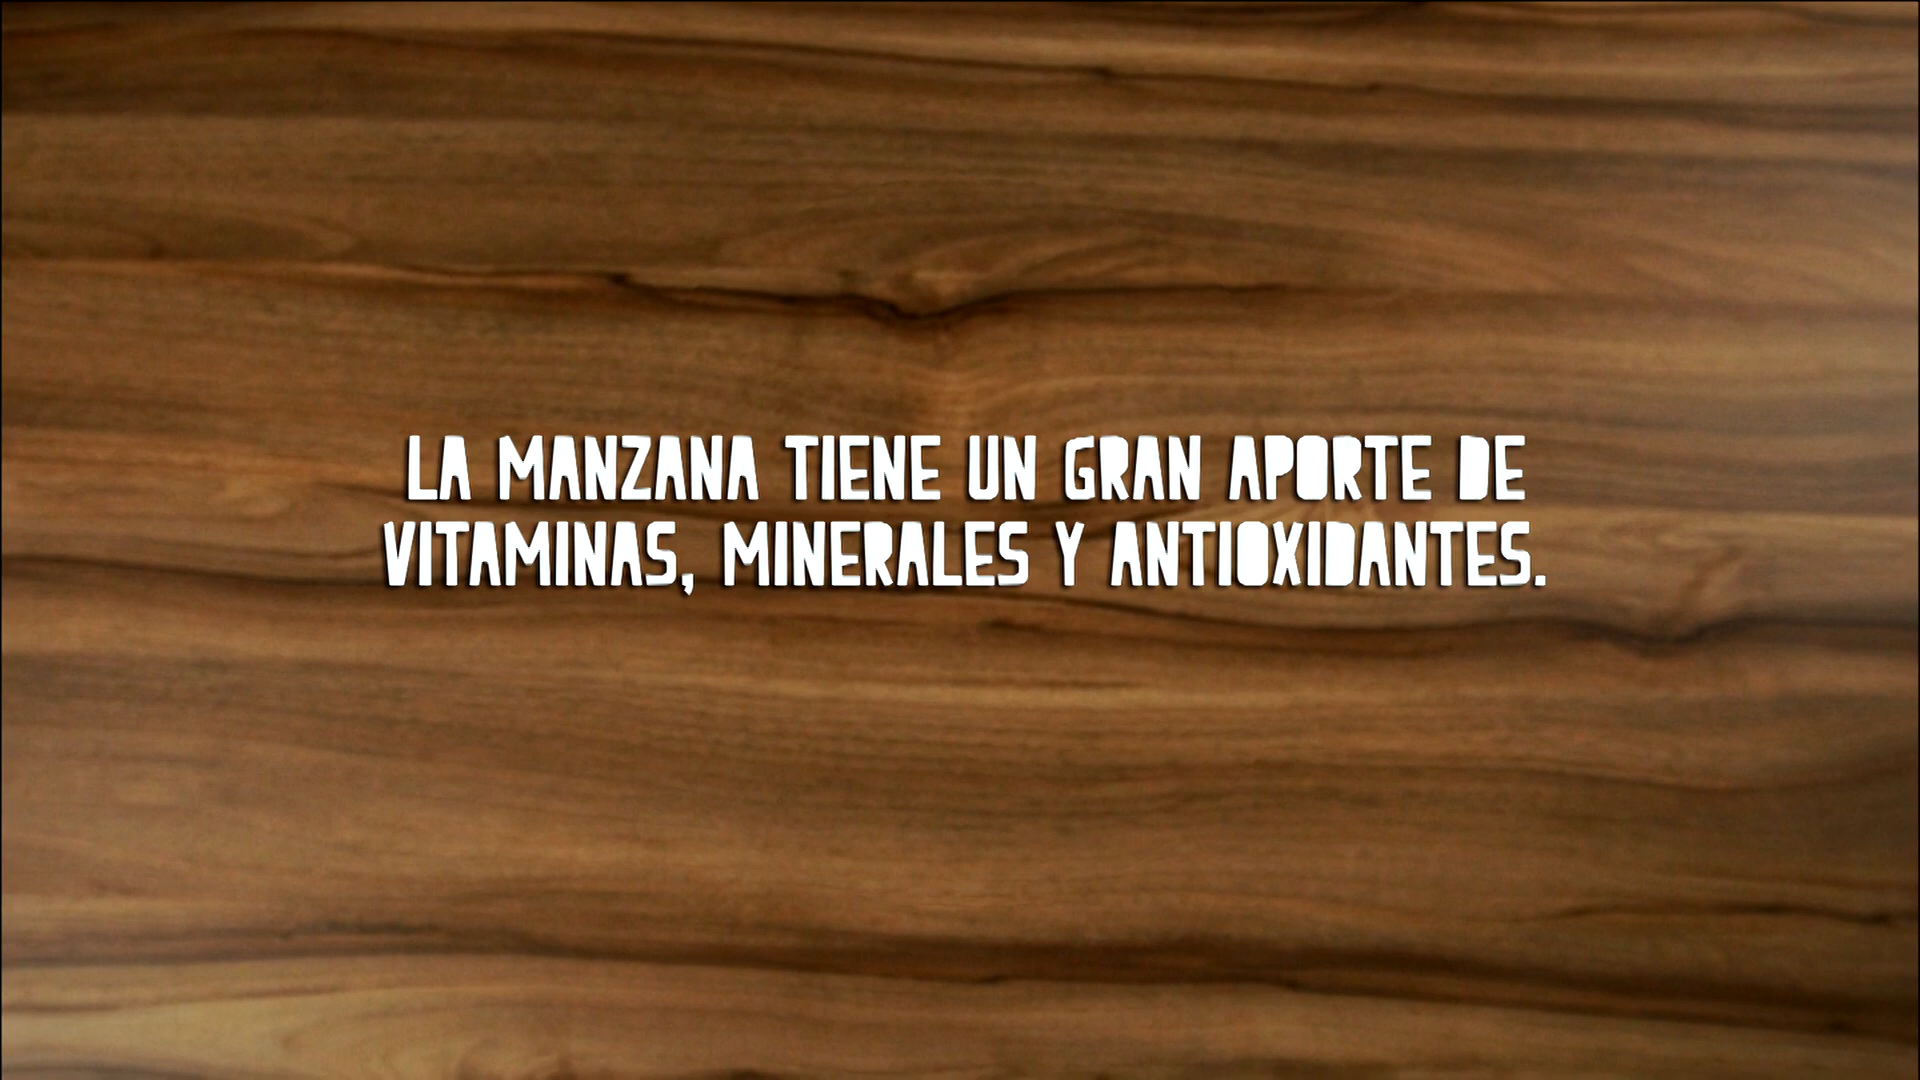 LA MANZANA TIENE UN GRAN APORTE DE
VITAMINAS, MINERALES Y ANTIOXIDANTES.